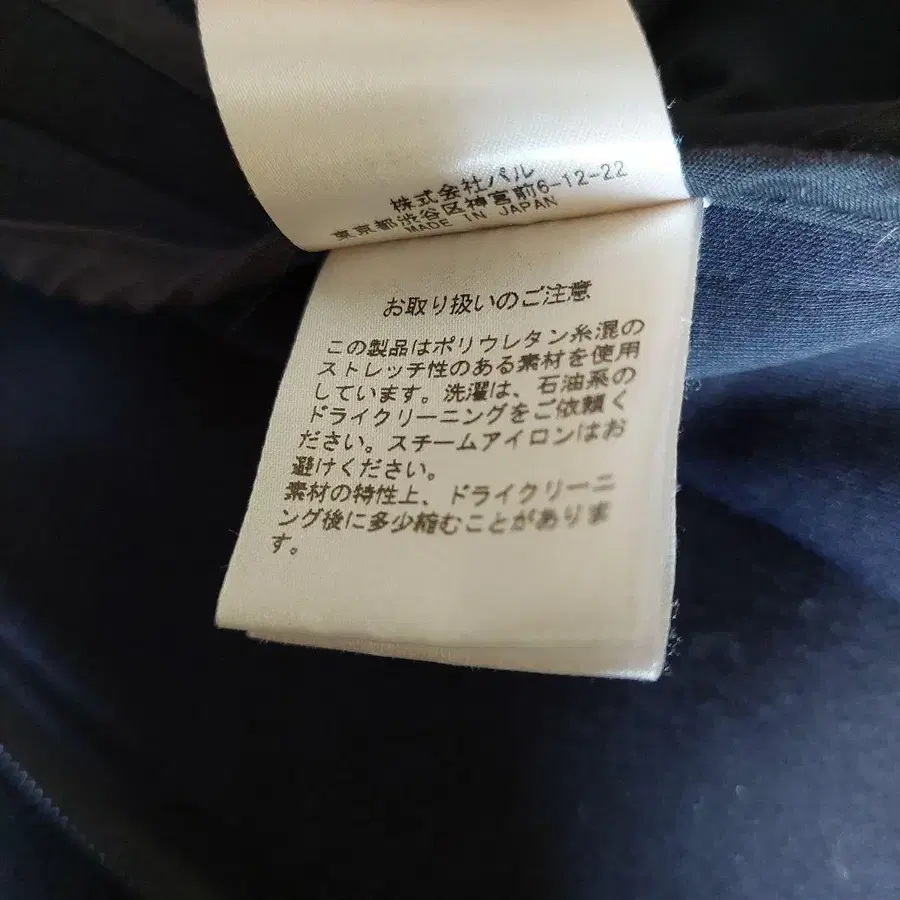 株式会社パル
東京都渋谷区神宮前6-12-22
MADE IN JAPAN
お取り扱いのご注意
この製品はポリウレタン糸混の
ストレッチ性のある素材を使用
しています。洗濯は、石油系の
ドライクリーニングをご依頼く
ださい。スチームアイロンはお
避けください。
素材の特性上、ドライクリーニ
ング後に多少縮むことがありま
す。